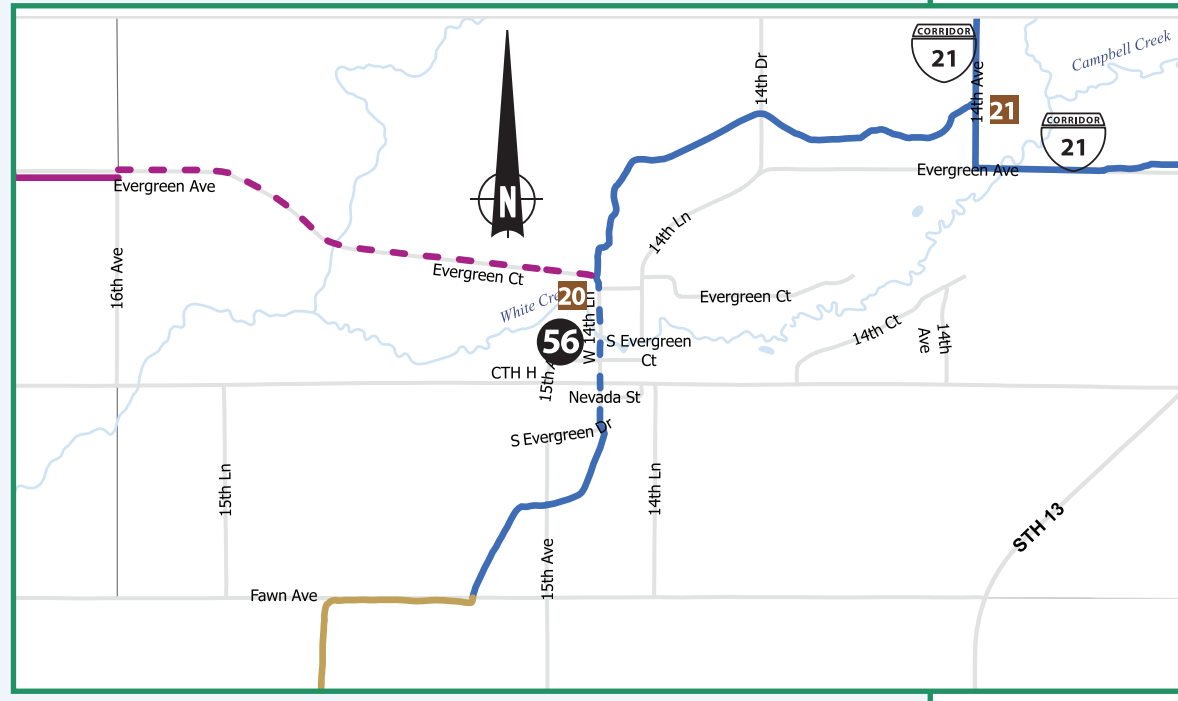 CORRIDOR
21
Campbell Creek
14th Dr
14th Ave
21
CORRIDOR
21
Evergreen Ave
Evergreen Ave
N
14th Ln
16th Ave
Evergreen Ct
White
20
Evergreen Ct
W 14th Ln
56
S Evergreen
Ct
14th Ct
14th
Ave
CTH H
15th
Nevada St
S Evergreen Dr
15th Ln
14th Ln
STH 13
15th Ave
Fawn Ave